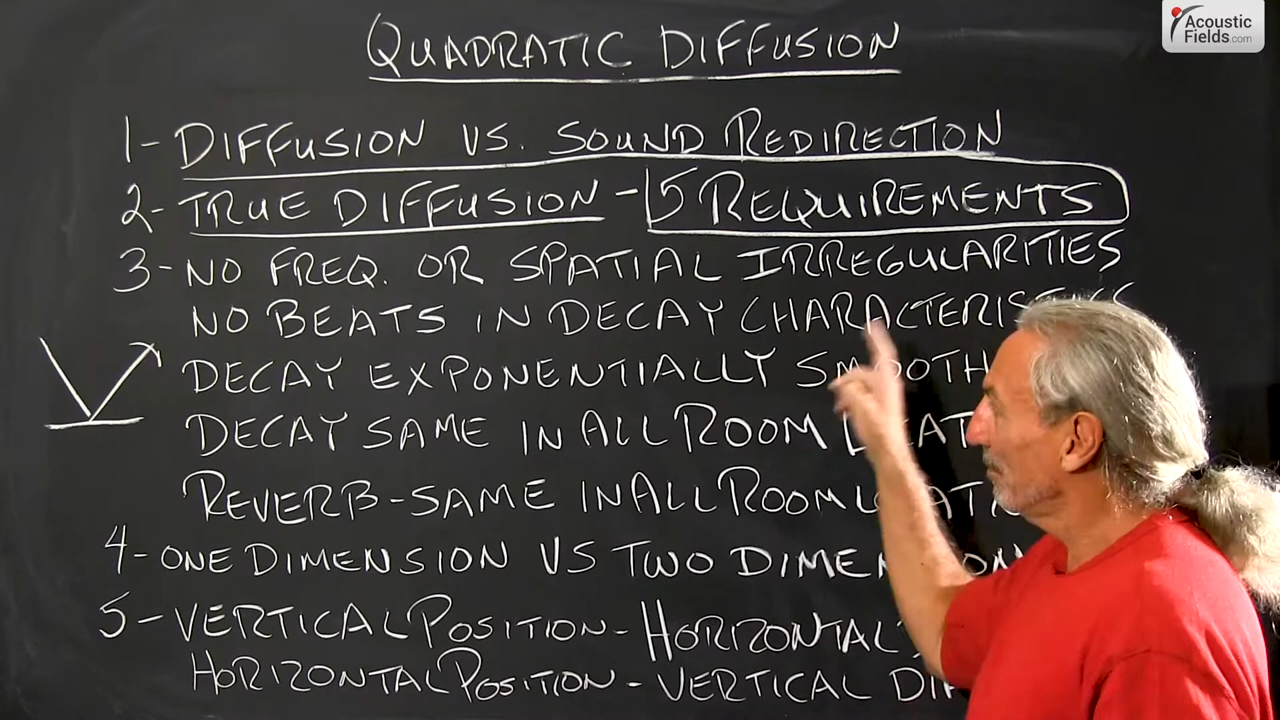 Acoustic
Fields.com
QUADRATIC DIFFUSION
1- DIFFUSION VS. SOUND REDIRECTION
2- TRUE DIFFUSION - 5 REQUIREMENTS
3- NO FREQ. OR SPATIAL IRREGULARITIES
NO BEATS IN DECAY
DECAY EXPONENTIALLY
DECAY SAME IN ALL ROOM
REVERB - SAME IN ALL ROOM
4- ONE DIMENSION VS TWO
5- VERTICAL POSITION - HORIZONTAL
HORIZONTAL POSITION - VERTICAL